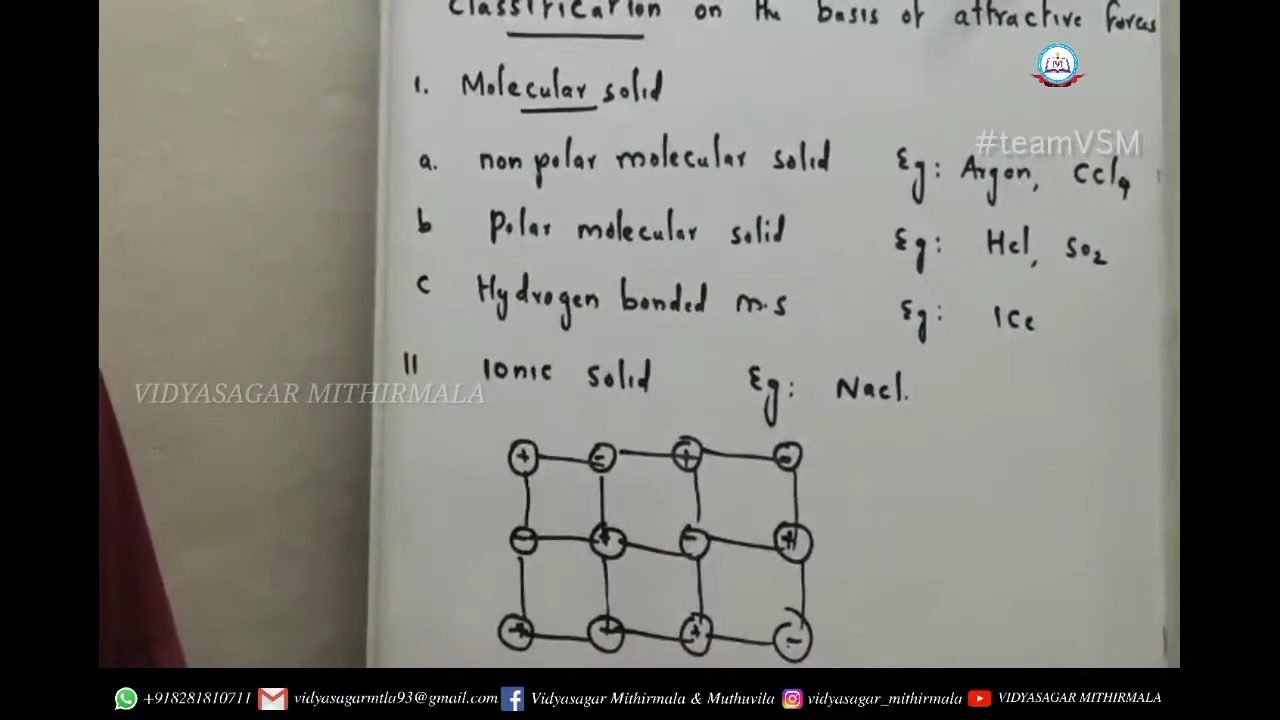 Classification on the basis of attractive forces
1. Molecular solid
#teamVSM
a. non polar molecular solid Eg: Argon, CCl4
b Polar molecular solid Eg: Hcl, SO2
c Hydrogen bonded m.s Eg: Ice
II Ionic solid Eg: Nacl.
VIDYASAGAR MITHIRMALA
+ - + -
- + - +
+ - + -
+918281810711 vidyasagarmtla93@gmail.com Vidyasagar Mithirmala & Muthuvila vidyasagar_mithirmala VIDYASAGAR MITHIRMALA